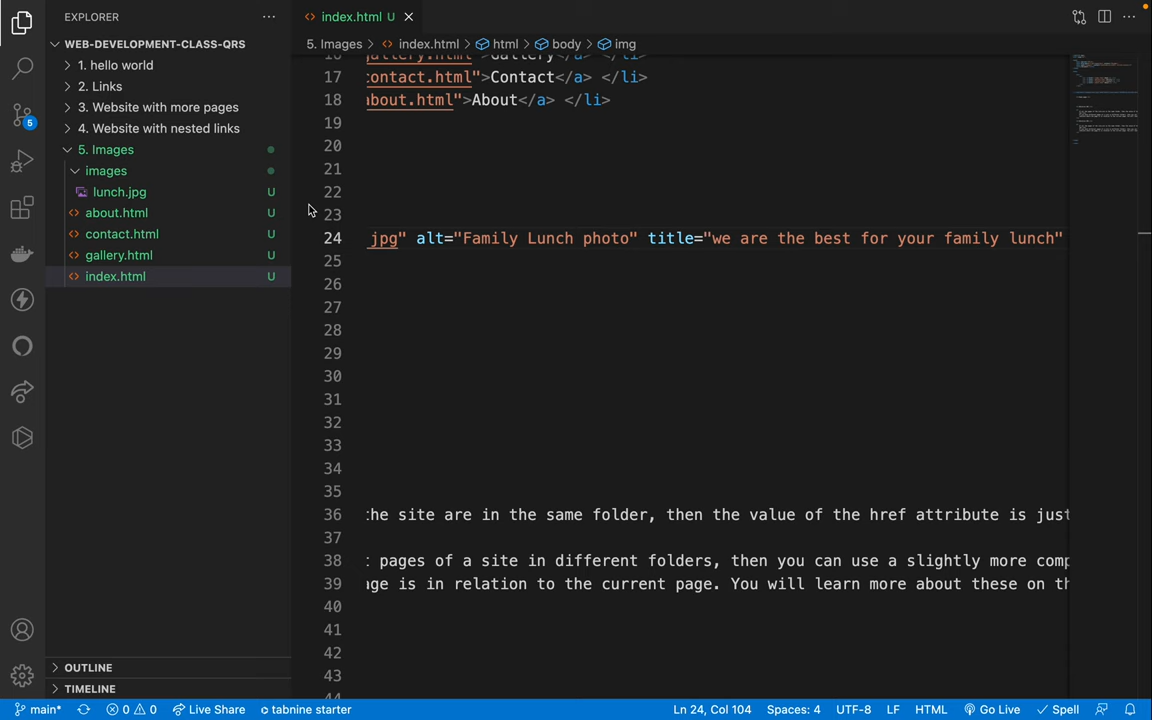 EXPLORER
index.html U
WEB-DEVELOPMENT-CLASS-QRS
5. Images > index.html > html > body > img
1. hello world
2. Links
3. Website with more pages
4. Website with nested links
5. Images
images
lunch.jpg U
about.html U
contact.html U
gallery.html U
index.html U
16 gallery.html">Gallery</a> </li>
17 contact.html">Contact</a> </li>
18 about.html">About</a> </li>
19
20
21
22
23
24 jpg" alt="Family Lunch photo" title="we are the best for your family lunch"
25
26
27
28
29
30
31
32
33
34
35
36 the site are in the same folder, then the value of the href attribute is just
37
38 pages of a site in different folders, then you can use a slightly more
39 is in relation to the current page. You will learn more about these on
40
41
42
43
44
OUTLINE
TIMELINE
5
main* 0 0 Live Share tabnine starter Ln 24, Col 104 Spaces: 4 UTF-8 LF HTML Go Live Spell